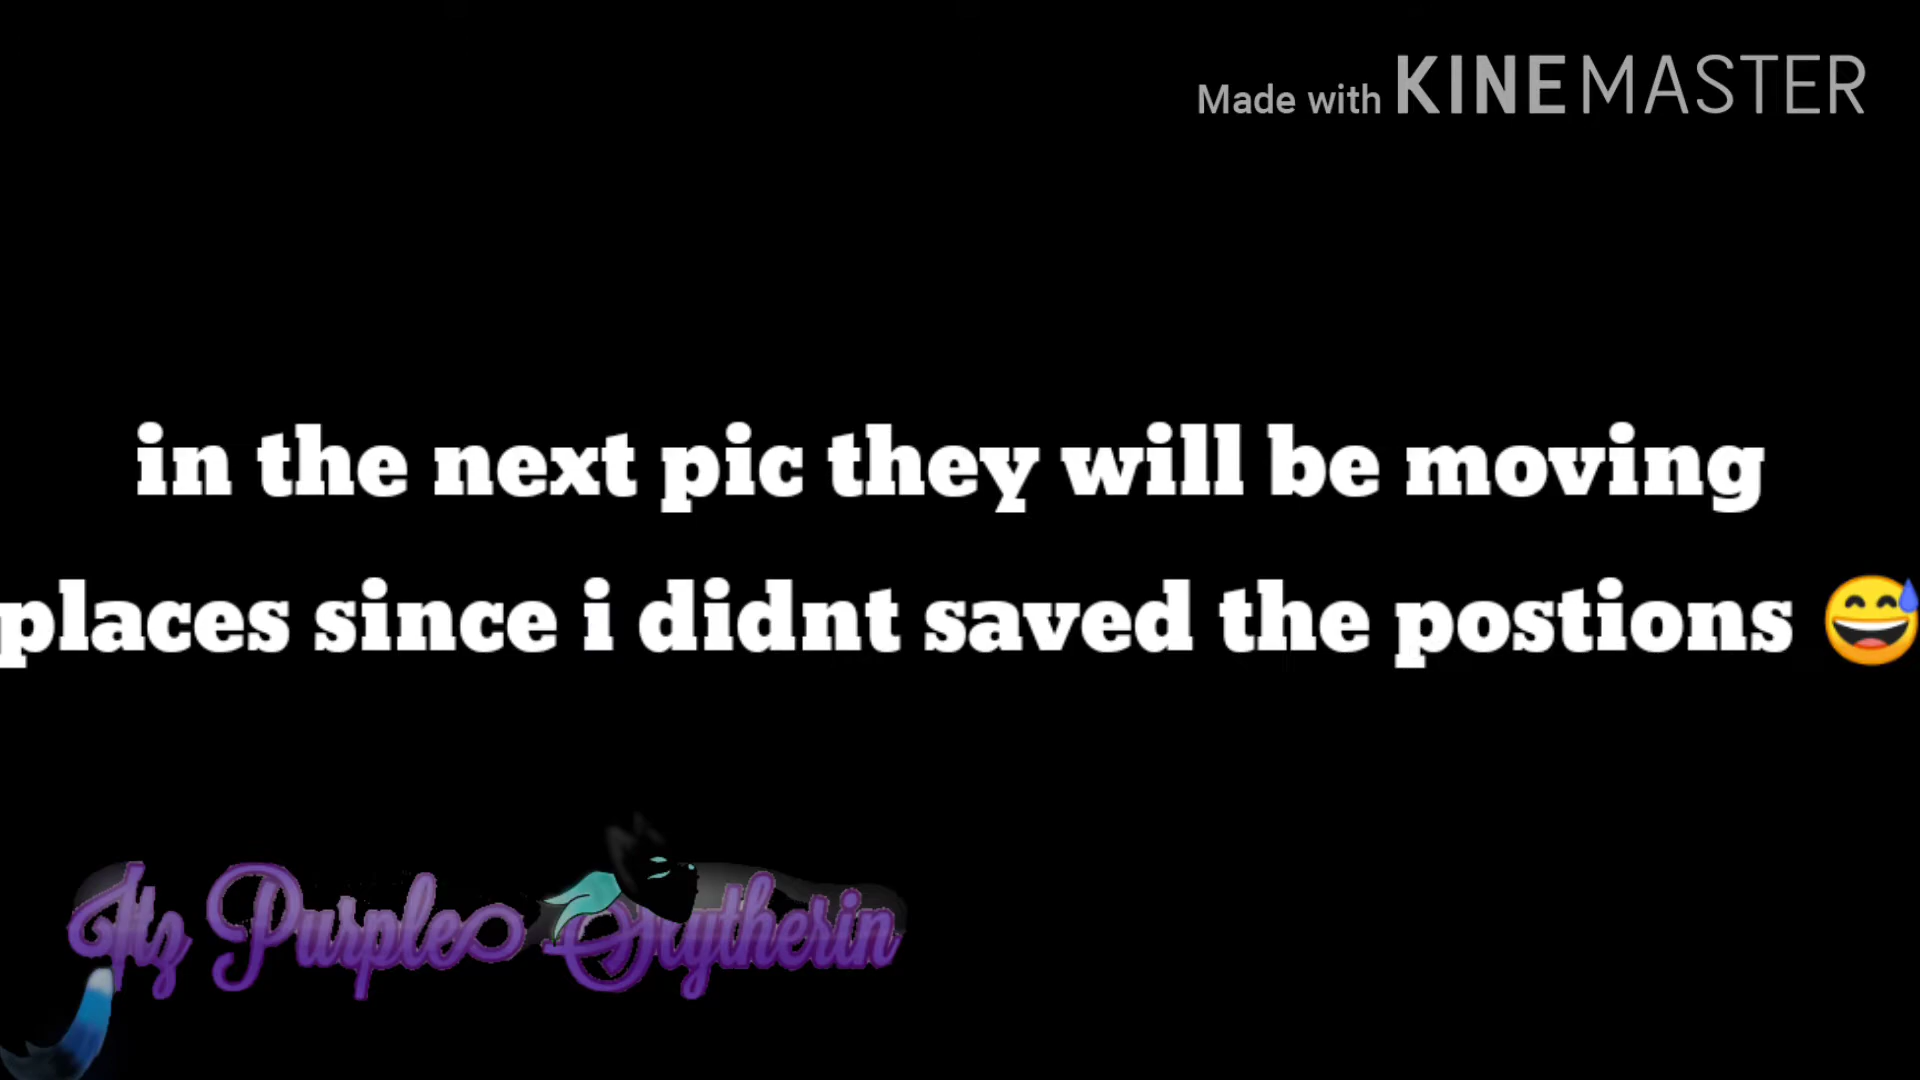 Made with KINEMASTER
in the next pic they will be moving
places since i didnt saved the postions 😅
Itz Purple Slytherin